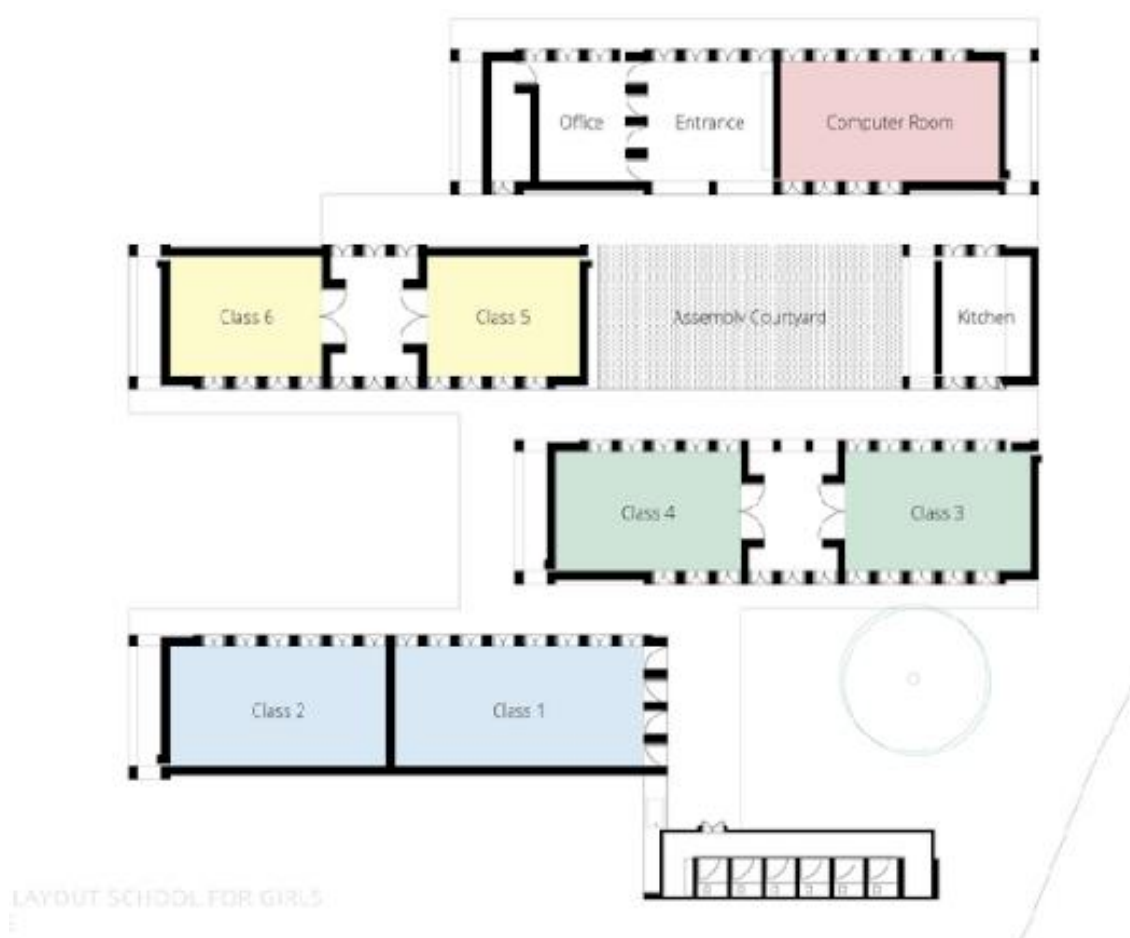 Office
Entrance
Computer Room
Class 6
Class 5
Assembly Courtyard
Kitchen
Class 4
Class 3
Class 2
Class 1
LAYOUT SCHOOL FOR GIRLS